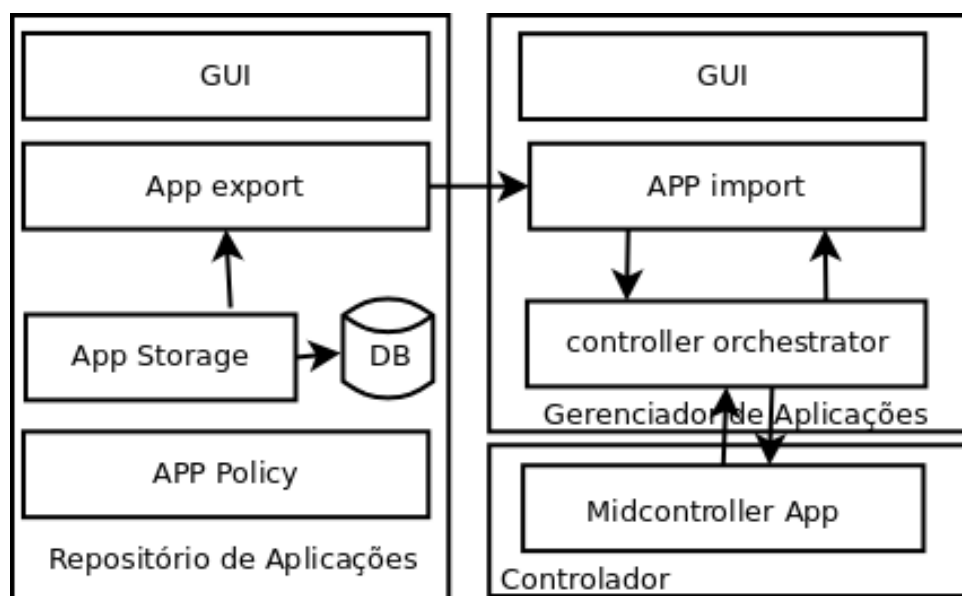 GUI
App export
App Storage
DB
APP Policy
Repositório de Aplicações
GUI
APP import
controller orchestrator
Gerenciador de Aplicações
Midcontroller App
Controlador